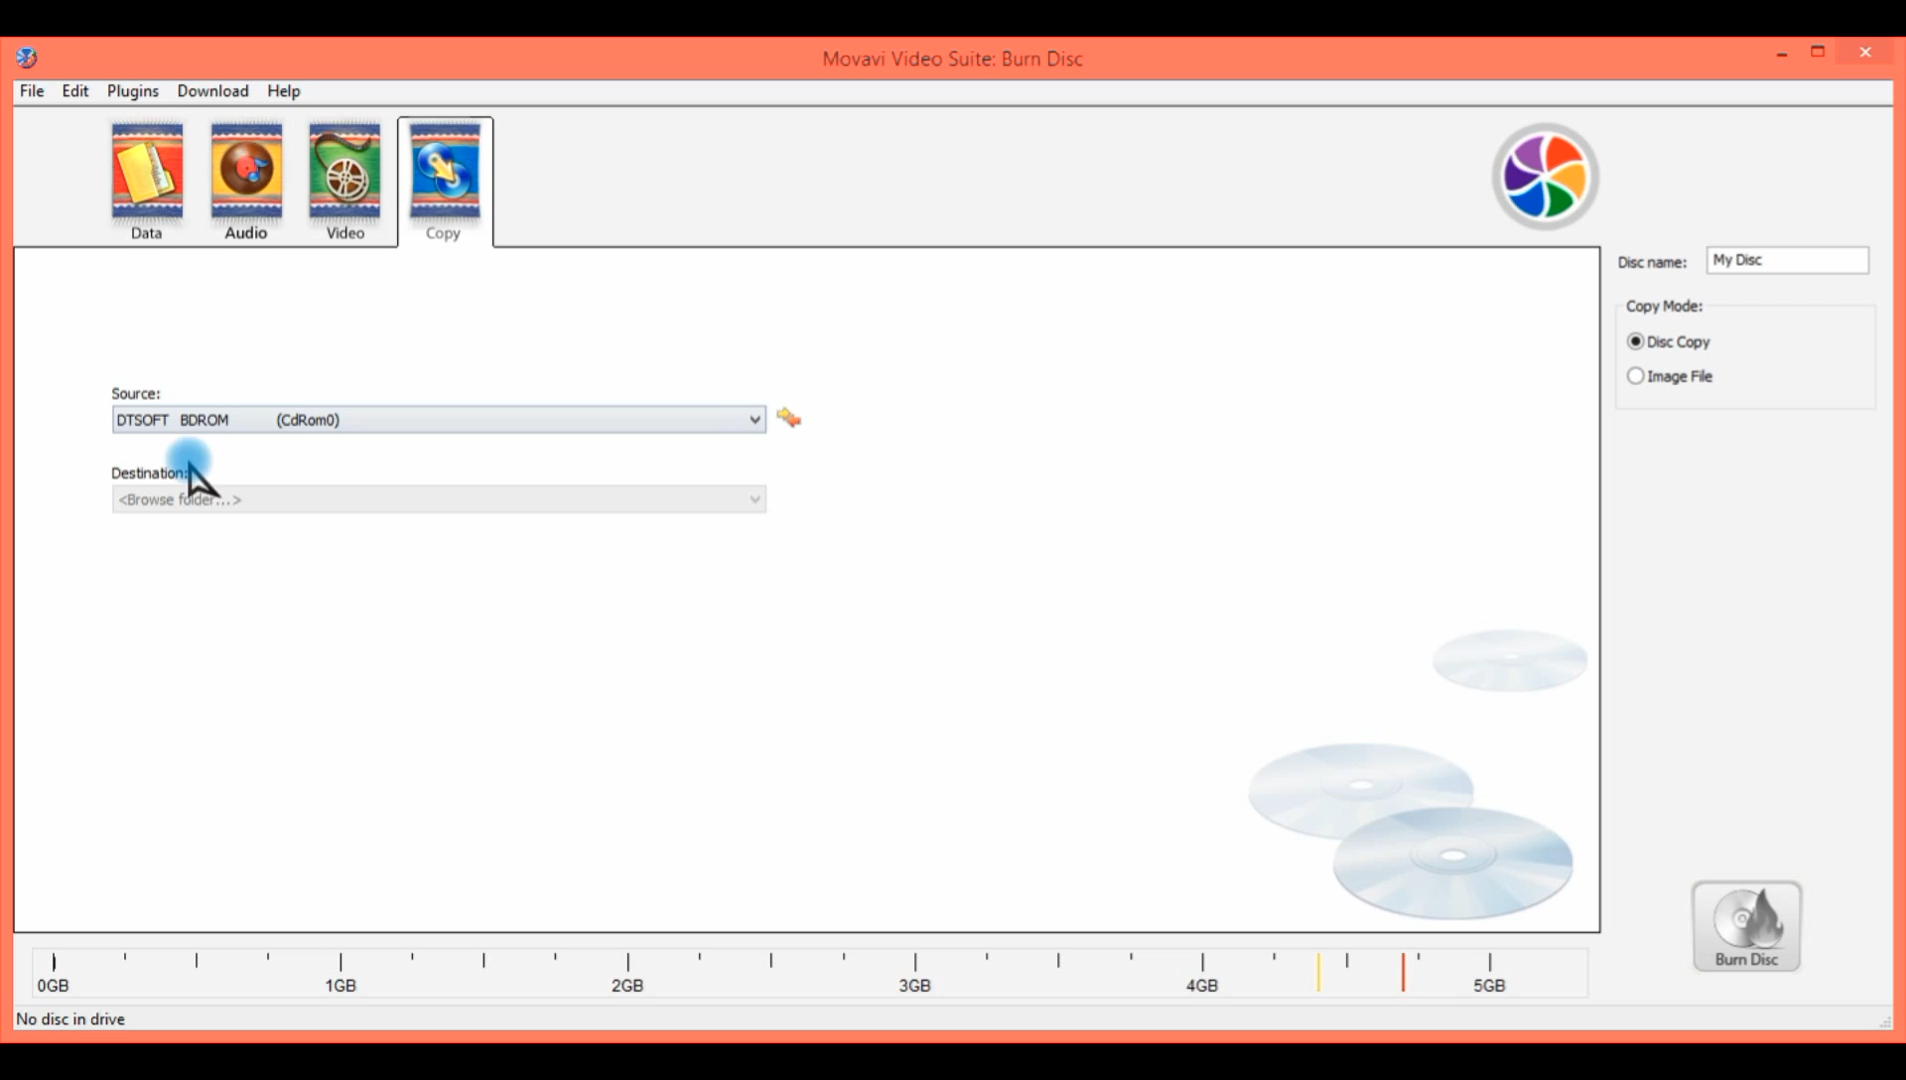 Movavi Video Suite: Burn Disc
File Edit Plugins Download Help
Data Audio Video Copy
Disc name: My Disc
Copy Mode:
Disc Copy
Image File
Source:
DTSOFT BDROM (CdRom0)
Destination:
<Browse folder...>
Burn Disc
0GB 1GB 2GB 3GB 4GB 5GB
No disc in drive